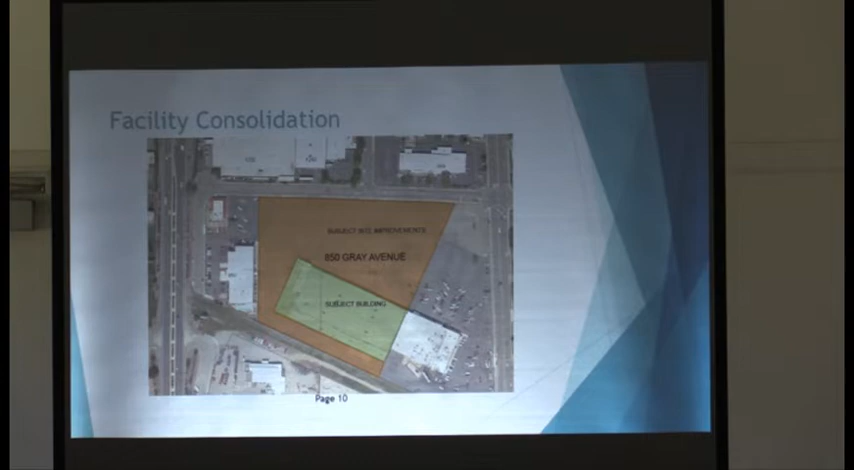 Facility Consolidation
SUBJECT SITE IMPROVEMENTS
850 GRAY AVENUE
SUBJECT BUILDING
Page 10